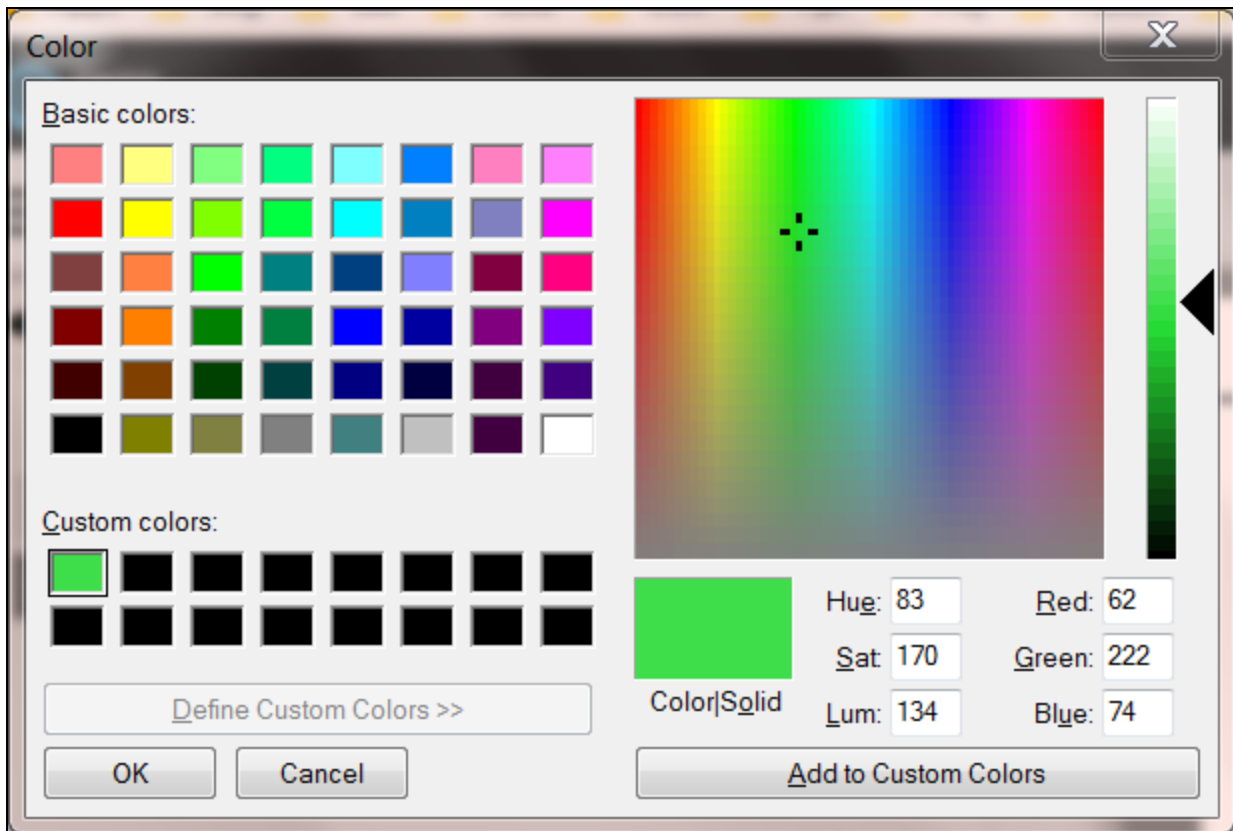 Color
Basic colors:
Custom colors:
Define Custom Colors >>
OK Cancel
Color|Solid
Hue: 83 Red: 62
Sat: 170 Green: 222
Lum: 134 Blue: 74
Add to Custom Colors